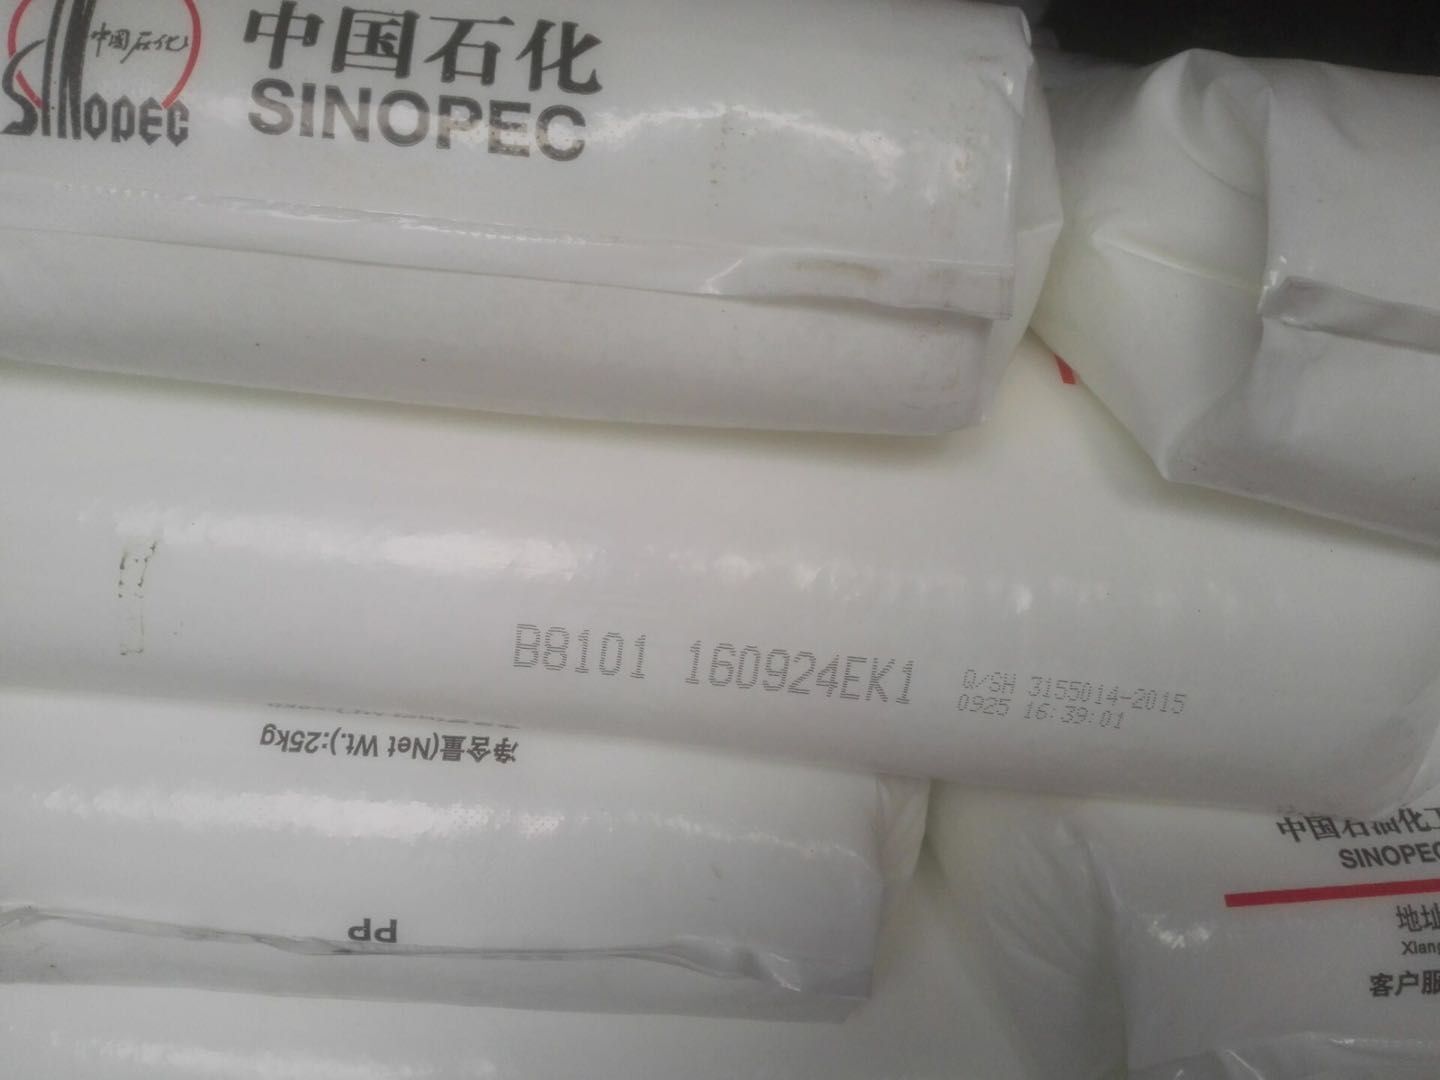 中国石化
SINOPEC
中国石化
SINOPEC
B8101 160924EK1
Q/SH 3155014-2015
0925 16:39:01
净含量(Net Wt.):25kg
PP
中国石油化工
SINOPEC
地址
Xiang
客户服